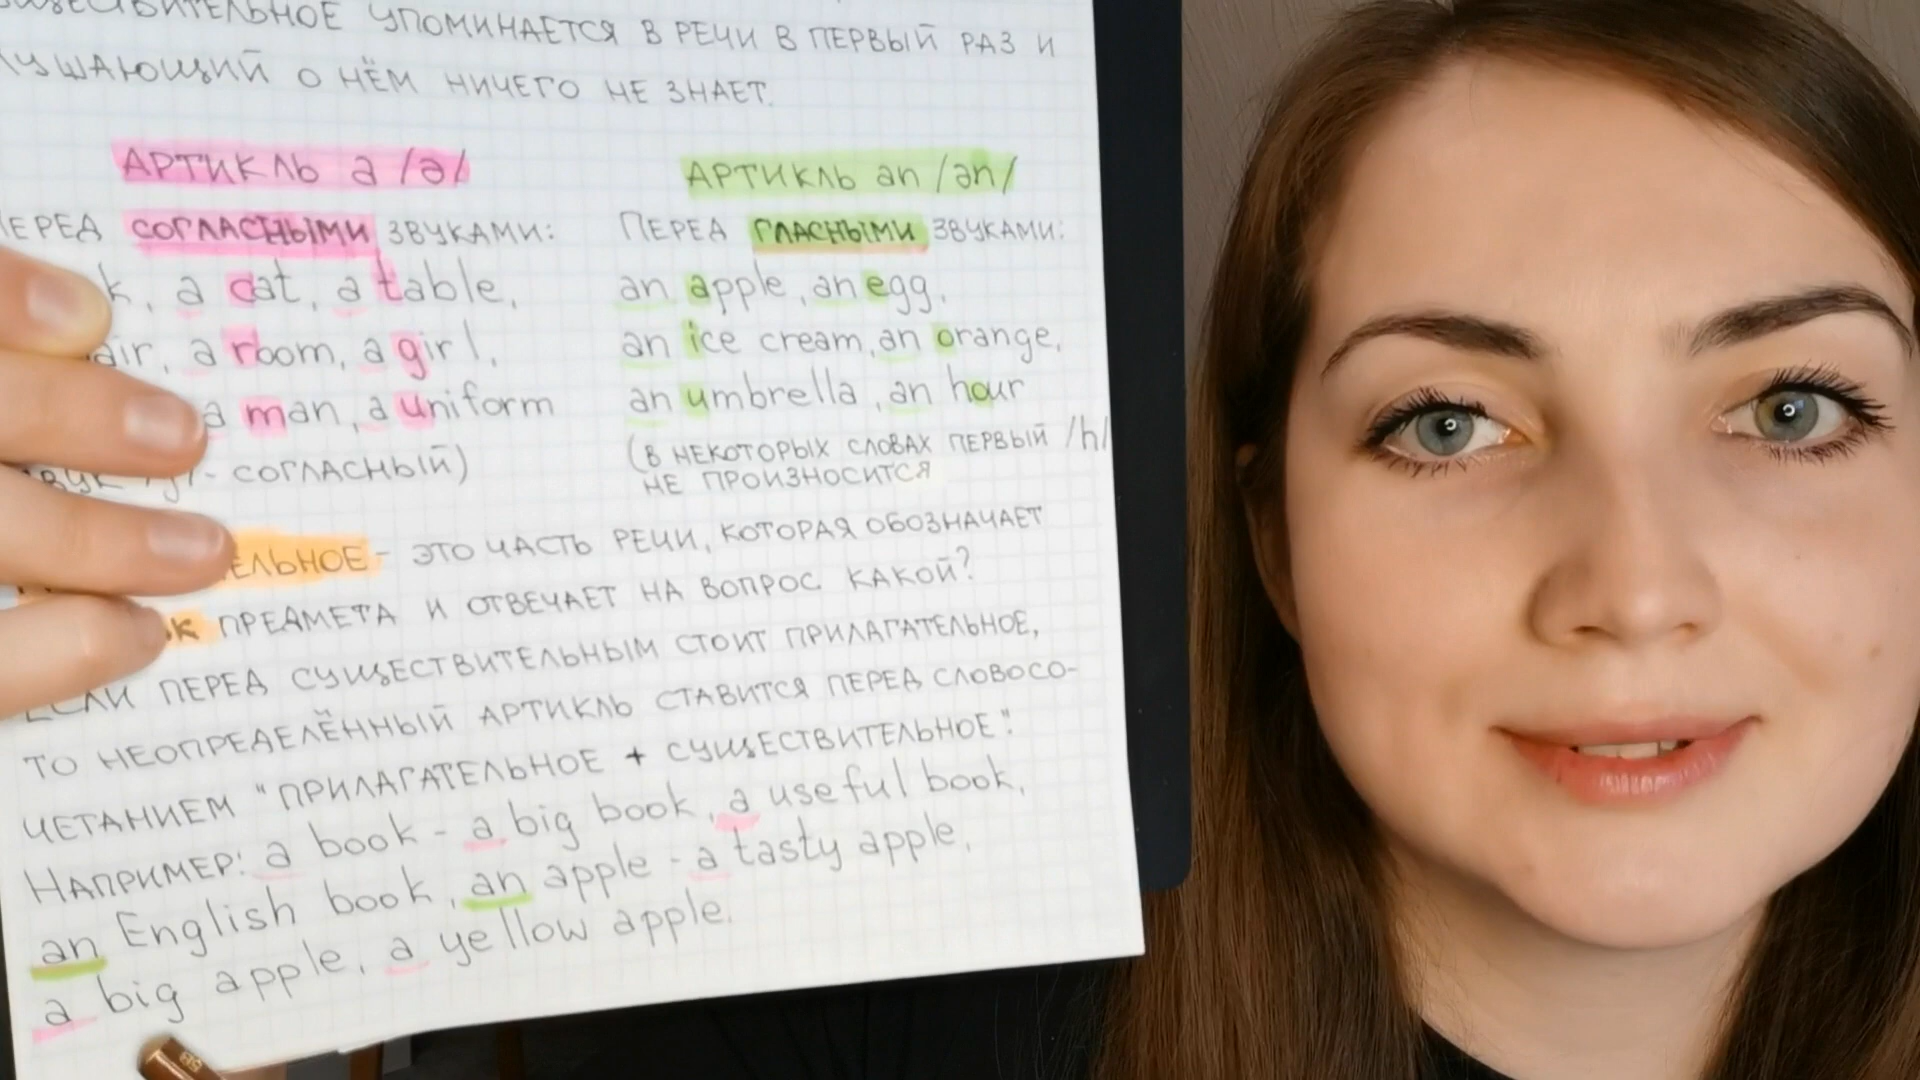 УПОМИНАЕТСЯ В РЕЧИ В ПЕРВЫЙ РАЗ И
О НЁМ НИЧЕГО НЕ ЗНАЕТ.
АРТИКЛЬ a /ə/
СОГЛАСНЫМИ ЗВУКАМИ:
a cat, a table,
a room, a girl,
a man, a uniform
- СОГЛАСНЫЙ)
АРТИКЛЬ an /ən/
ПЕРЕД ГЛАСНЫМИ ЗВУКАМИ:
an apple, an egg,
an ice cream, an orange,
an umbrella, an hour
(В НЕКОТОРЫХ СЛОВАХ ПЕРВЫЙ /h/
НЕ ПРОИЗНОСИТСЯ
- ЭТО ЧАСТЬ РЕЧИ, КОТОРАЯ ОБОЗНАЧАЕТ
ПРЕДМЕТА И ОТВЕЧАЕТ НА ВОПРОС КАКОЙ?
ЕСЛИ ПЕРЕД СУЩЕСТВИТЕЛЬНЫМ СТОИТ ПРИЛАГАТЕЛЬНОЕ,
ТО НЕОПРЕДЕЛЁННЫЙ АРТИКЛЬ СТАВИТСЯ ПЕРЕД СЛОВОСО-
ЧЕТАНИЕМ "ПРИЛАГАТЕЛЬНОЕ + СУЩЕСТВИТЕЛЬНОЕ".
НАПРИМЕР: a book - a big book, a useful book,
an English book, an apple - a tasty apple,
a big apple, a yellow apple.